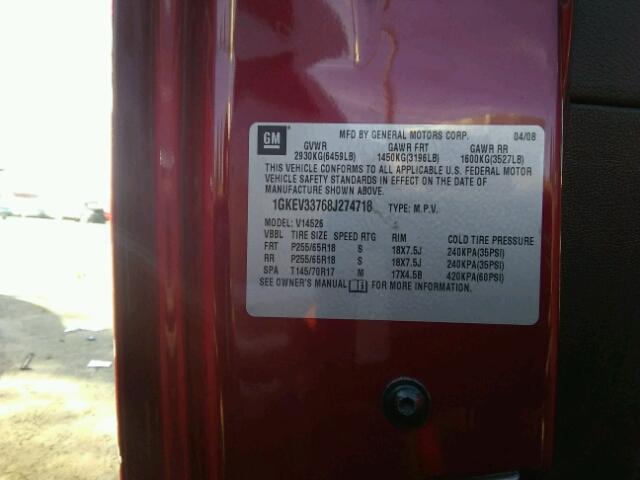 GM
MFD BY GENERAL MOTORS CORP. 04/08
GVWR GAWR FRT GAWR RR
2930KG(6459LB) 1450KG(3196LB) 1600KG(3527LB)
THIS VEHICLE CONFORMS TO ALL APPLICABLE U.S. FEDERAL MOTOR
VEHICLE SAFETY STANDARDS IN EFFECT ON THE DATE OF
MANUFACTURE SHOWN ABOVE.
1GKEV33768J274718 TYPE: M.P.V.
MODEL: V14526
VBBL TIRE SIZE SPEED RTG RIM COLD TIRE PRESSURE
FRT P255/65R18 S 18X7.5J 240KPA(35PSI)
RR P255/65R18 S 18X7.5J 240KPA(35PSI)
SPA T145/70R17 M 17X4.5B 420KPA(60PSI)
SEE OWNER'S MANUAL FOR MORE INFORMATION.